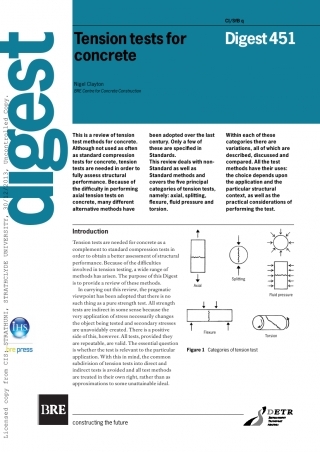 CI/SfB q
Tension tests for
concrete
Digest 451
Nigel Clayton
BRE Centre for Concrete Construction
digest
This is a review of tension
test methods for concrete.
Although not used as often
as standard compression
tests for concrete, tension
tests are needed in order to
fully assess structural
performance. Because of
the difficulty in performing
axial tension tests on
concrete, many different
alternative methods have
been adopted over the last
century. Only a few of
these are specified in
Standards.
This review deals with non-
Standard as well as
Standard methods and
covers the five principal
categories of tension tests,
namely: axial, splitting,
flexure, fluid pressure and
torsion.
Within each of these
categories there are
variations, all of which are
described, discussed and
compared. All the test
methods have their uses:
the choice depends upon
the application and the
particular structural
context, as well as the
practical considerations of
performing the test.
Introduction
Tension tests are needed for concrete as a
complement to standard compression tests in
order to obtain a better assessment of structural
performance. Because of the difficulties
involved in tension testing, a wide range of
methods has arisen. The purpose of this Digest
is to provide a review of these methods.
In carrying out this review, the pragmatic
viewpoint has been adopted that there is no
such thing as a pure strength test. All strength
tests are indirect in some sense because the
very application of stress necessarily changes
the object being tested and secondary stresses
are unavoidably created. There is a positive
side of this, however. All tests, provided they
are repeatable, are valid. The essential question
is whether the test is relevant to the particular
application. With this in mind, the common
subdivision of tension tests into direct and
indirect tests is avoided and all test methods
are treated in their own right, rather than as
approximations to some unattainable ideal.
Axial
Splitting
Fluid pressure
Flexure
Torsion
Figure 1 Categories of tension test
Licensed copy from CIS: STRATHUNI, STRATHCLYDE UNIVERSITY, 30/11/2013, Uncontrolled Copy.
IHS
press
BRE
constructing the future
DETR